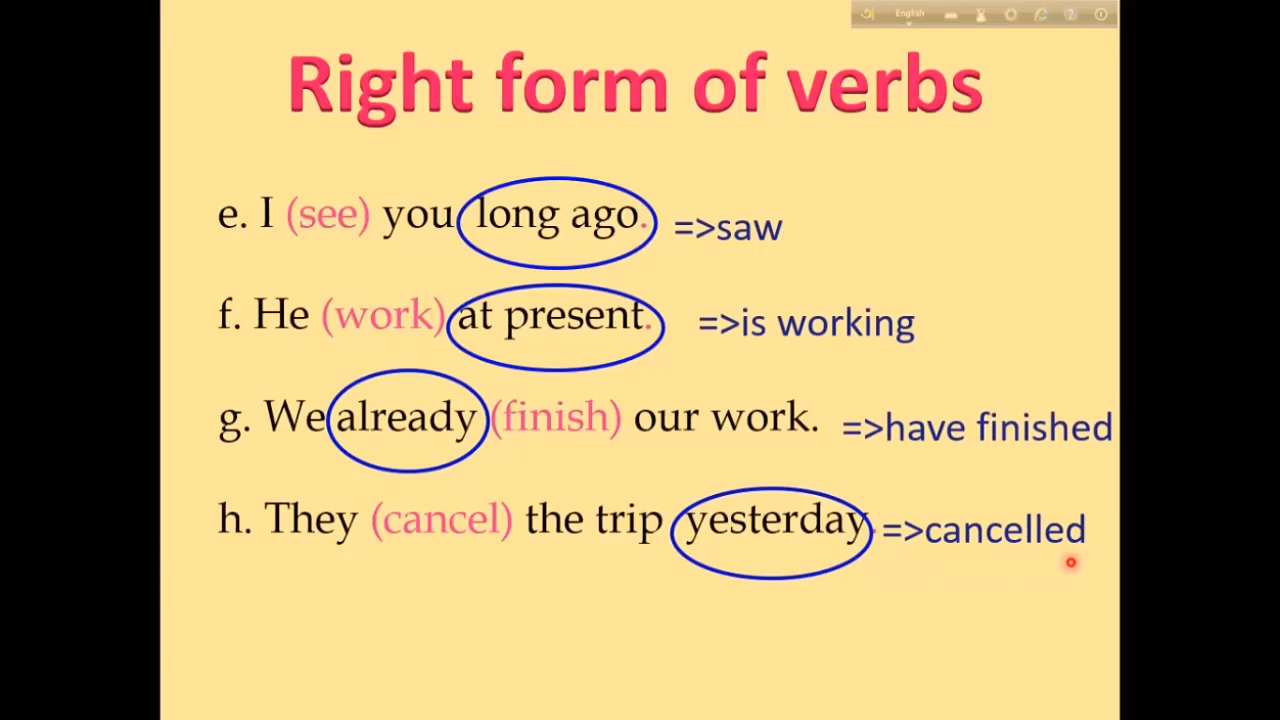 English
Right form of verbs
e. I (see) you long ago. =>saw
f. He (work) at present. =>is working
g. We already (finish) our work. =>have finished
h. They (cancel) the trip yesterday. =>cancelled